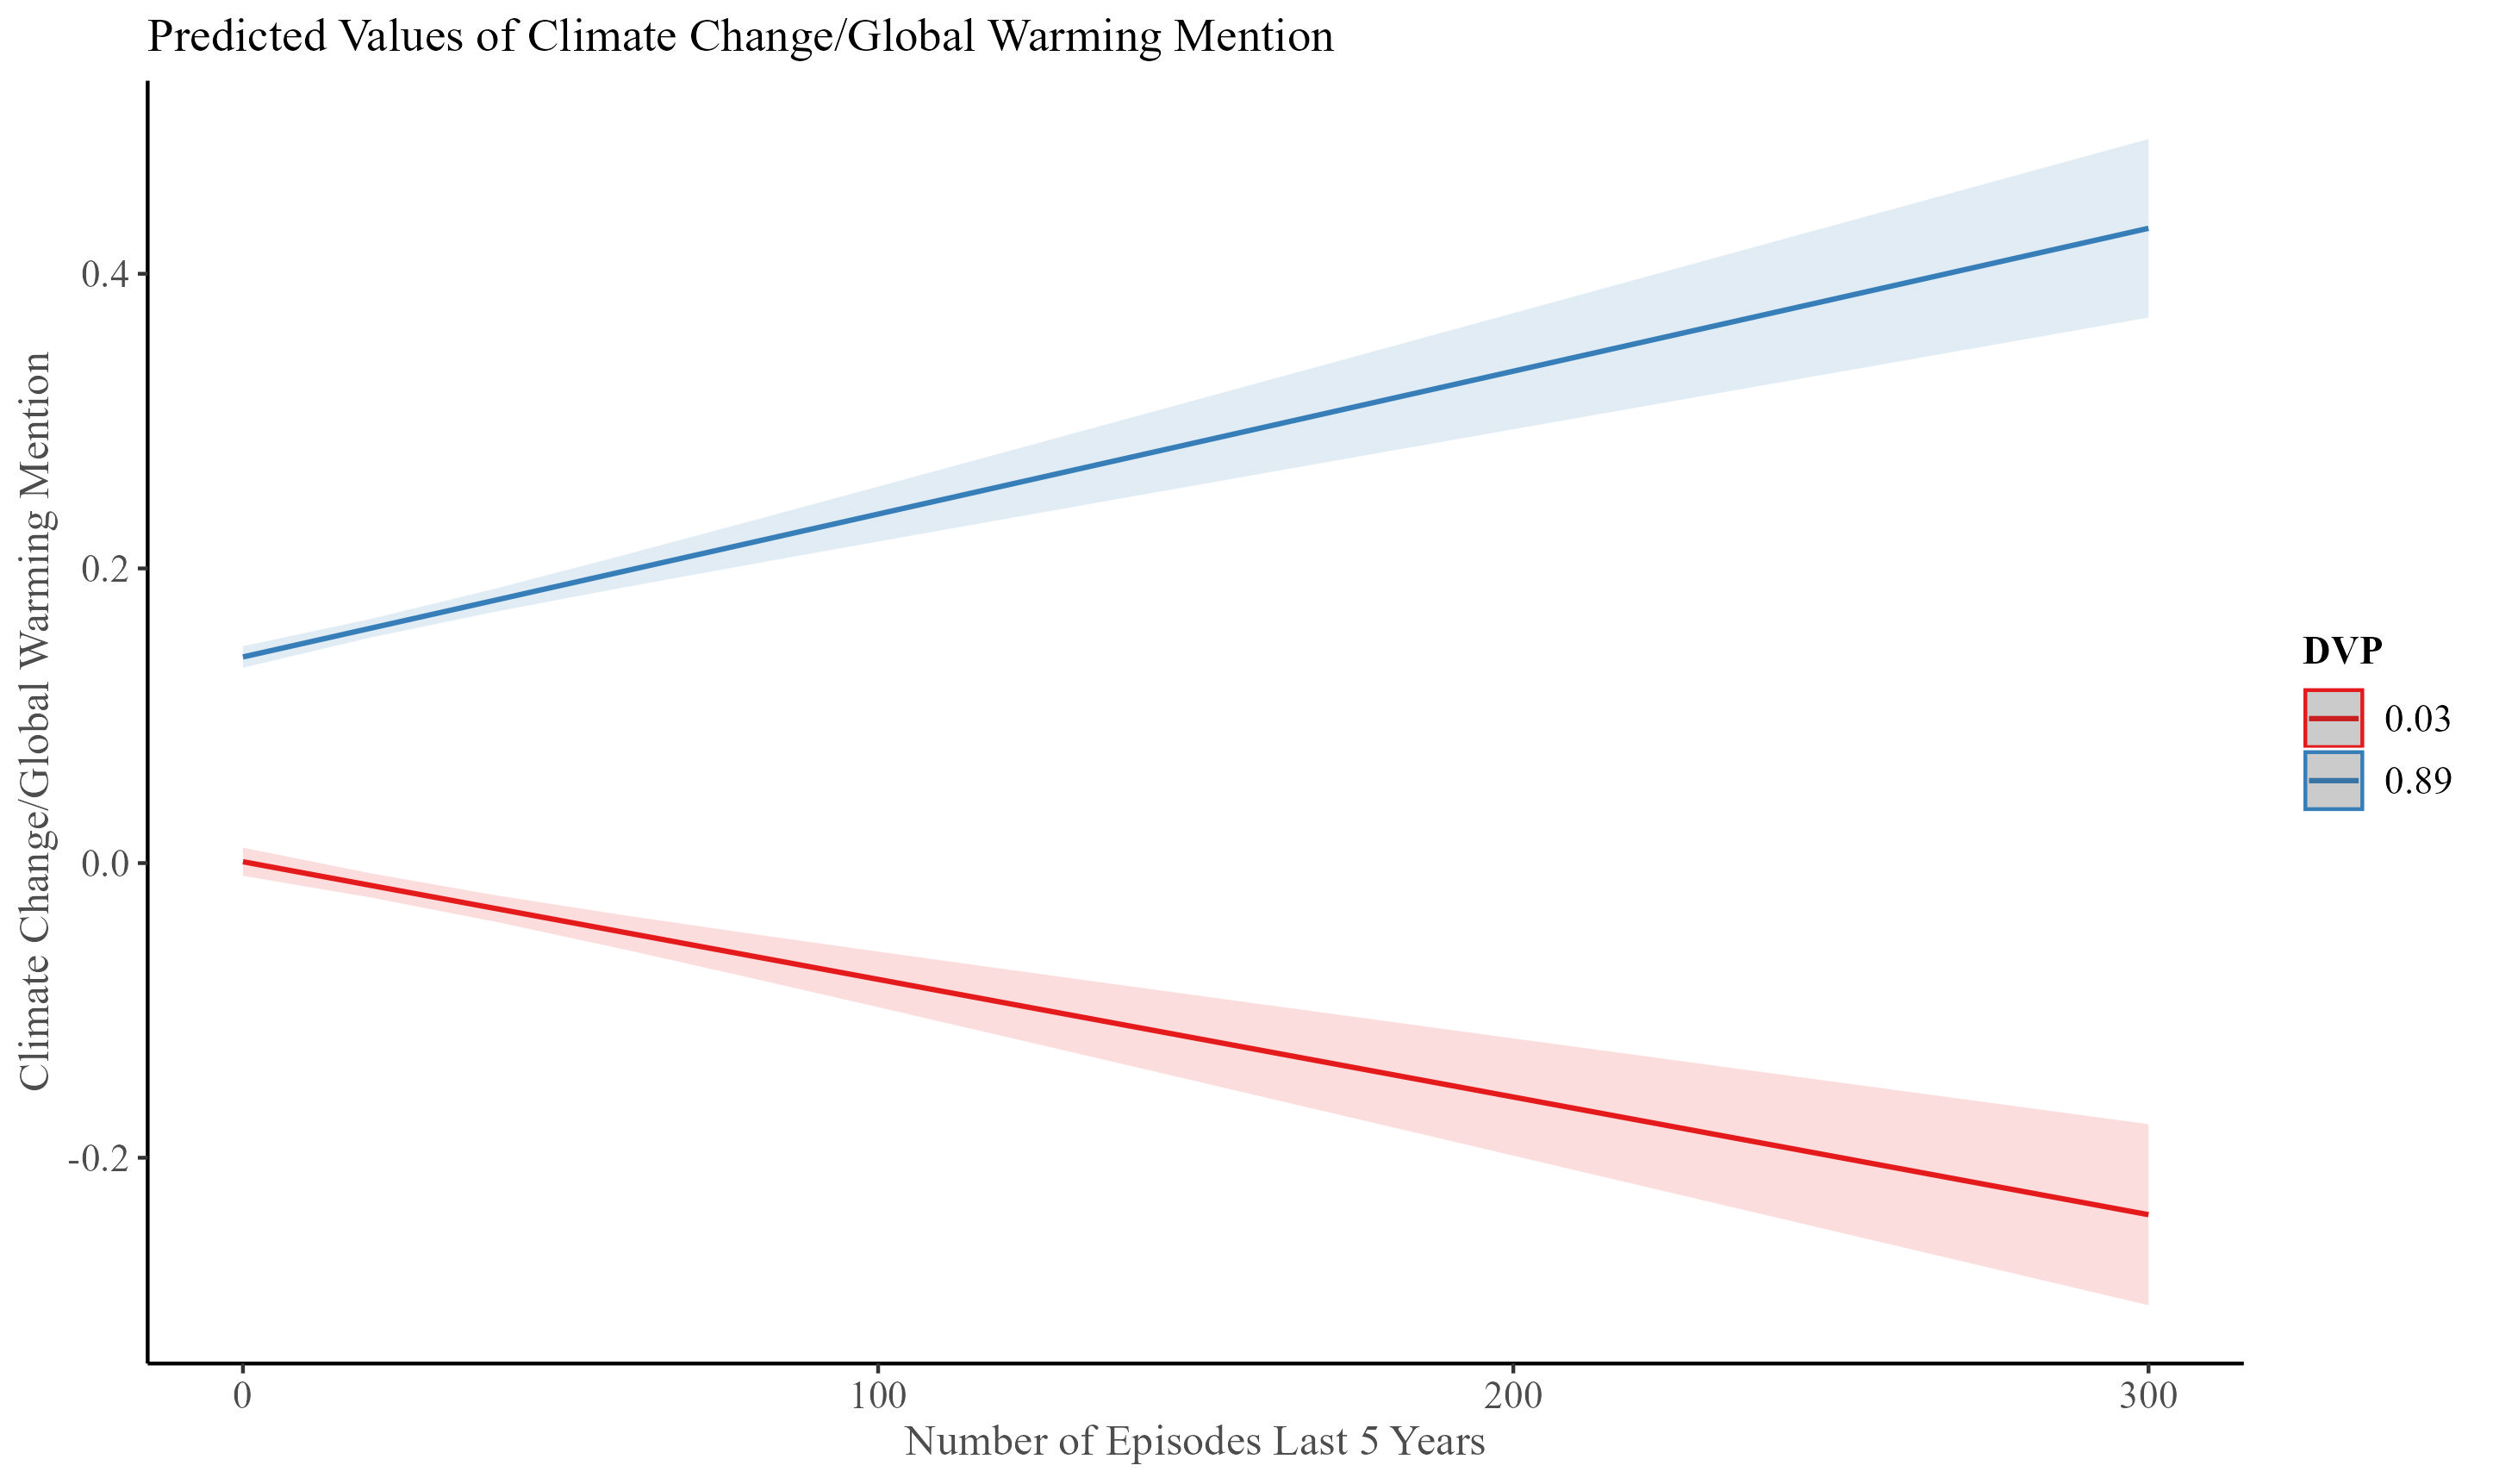 Predicted Values of Climate Change/Global Warming Mention
Climate Change/Global Warming Mention
0.4
0.2
0.0
-0.2
0
100
200
300
Number of Episodes Last 5 Years
DVP
0.03
0.89